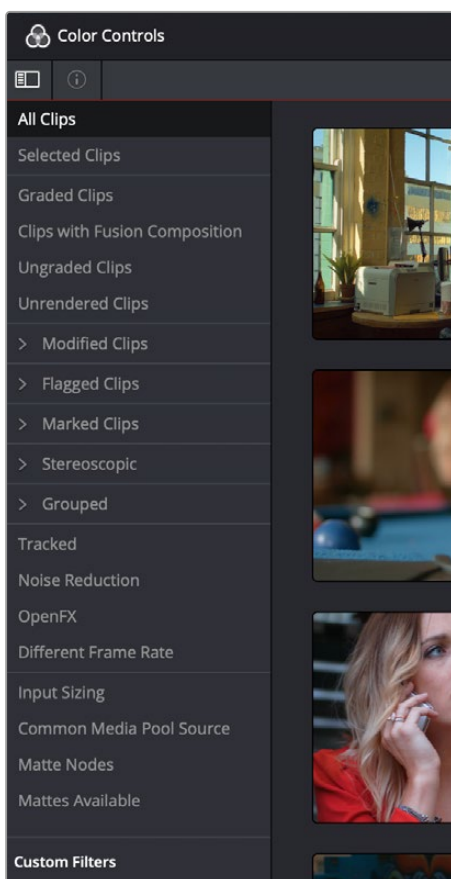 Color Controls
All Clips
Selected Clips
Graded Clips
Clips with Fusion Composition
Ungraded Clips
Unrendered Clips
> Modified Clips
> Flagged Clips
> Marked Clips
> Stereoscopic
> Grouped
Tracked
Noise Reduction
OpenFX
Different Frame Rate
Input Sizing
Common Media Pool Source
Matte Nodes
Mattes Available
Custom Filters